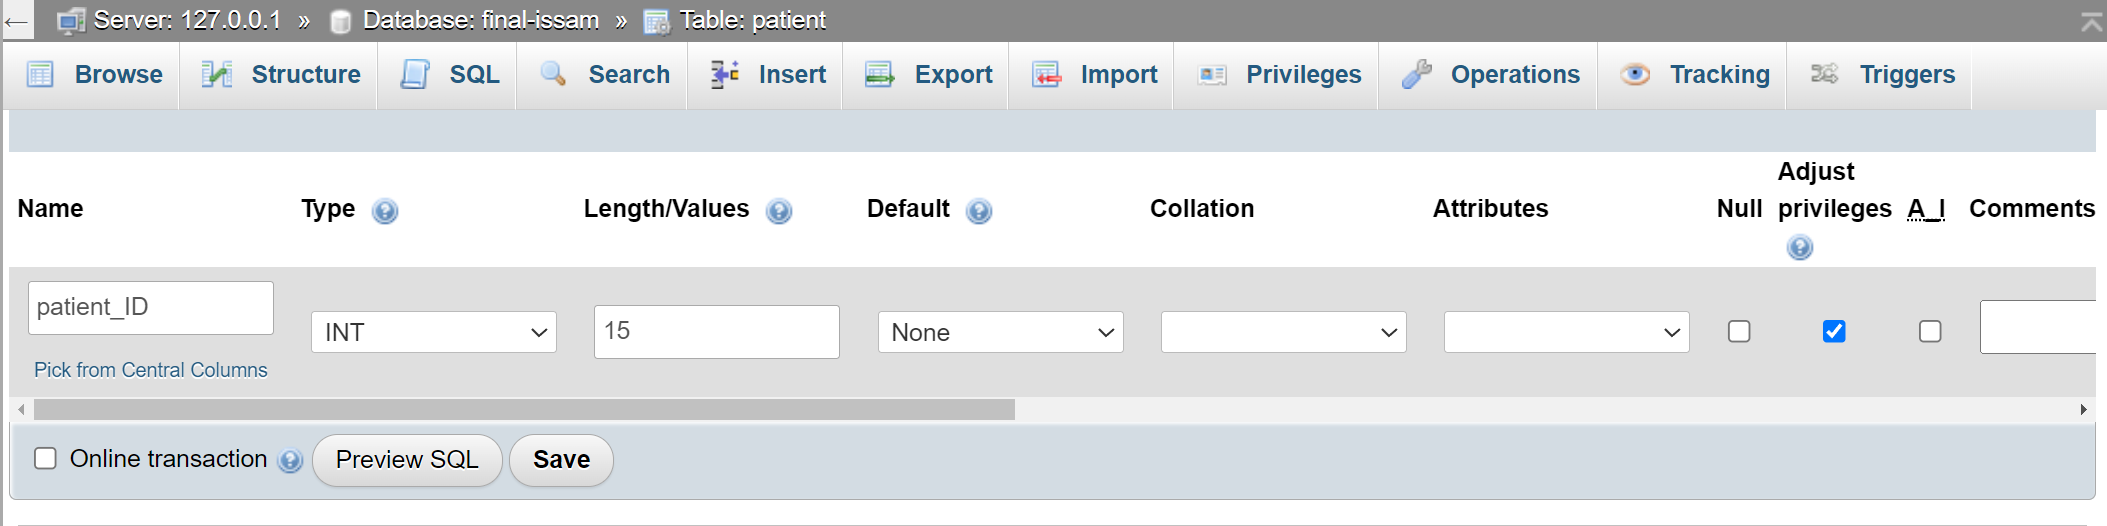 Server: 127.0.0.1 » Database: final-issam » Table: patient
Browse Structure SQL Search Insert Export Import Privileges Operations Tracking Triggers
Name Type Length/Values Default Collation Attributes Null Adjust privileges A_I Comments
patient_ID INT 15 None
Pick from Central Columns
Online transaction Preview SQL Save